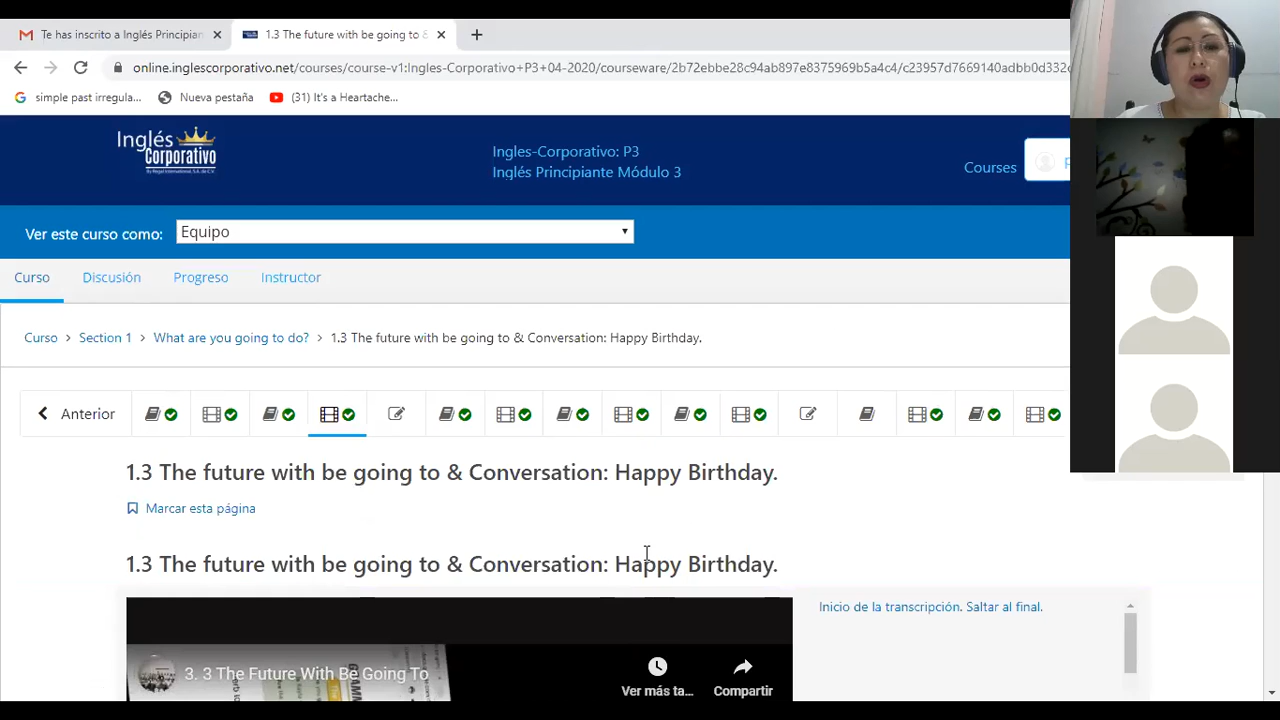 Te has inscrito a Inglés Principian
1.3 The future with be going to &
online.inglescorporativo.net/courses/course-v1:Ingles-Corporativo+P3+04-2020/courseware/2b72ebbe28c94ab897e8375969b5a4c4/c23957d7669140adbb0d332c
simple past irregula...
Nueva pestaña
(31) It's a Heartache...
Inglés
Corporativo
Ingles-Corporativo: P3
Inglés Principiante Módulo 3
Courses
Ver este curso como:
Equipo
Curso
Discusión
Progreso
Instructor
Curso > Section 1 > What are you going to do? > 1.3 The future with be going to & Conversation: Happy Birthday.
Anterior
1.3 The future with be going to & Conversation: Happy Birthday.
Marcar esta página
1.3 The future with be going to & Conversation: Happy Birthday.
Inicio de la transcripción. Saltar al final.
3. 3 The Future With Be Going To
Ver más ta...
Compartir